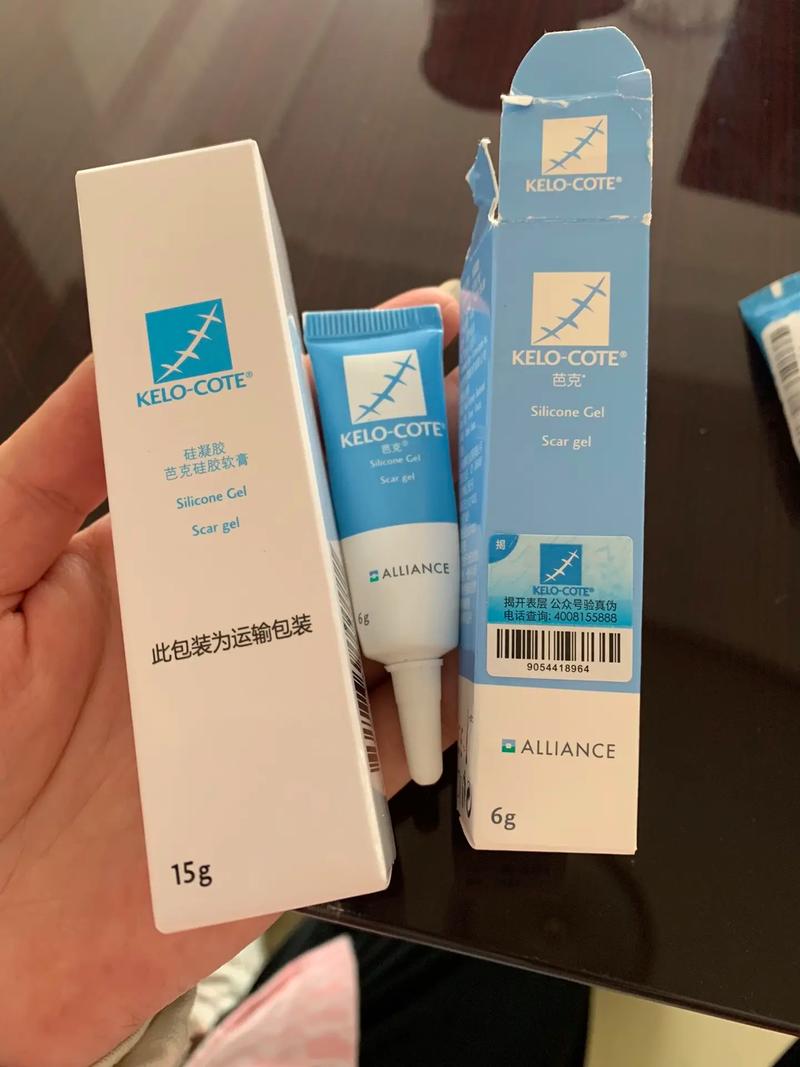 KELO-COTE®
硅凝胶
芭克硅胶软膏
Silicone Gel
Scar gel
此包装为运输包装
15g
KELO-COTE®
芭克®
Silicone Gel
Scar gel
ALLIANCE
6g
KELO-COTE®
KELO-COTE®
芭克®
Silicone Gel
Scar gel
揭
KELO-COTE®
揭开表层 公众号验真伪
电话查询: 4008155888
9054418964
ALLIANCE
6g